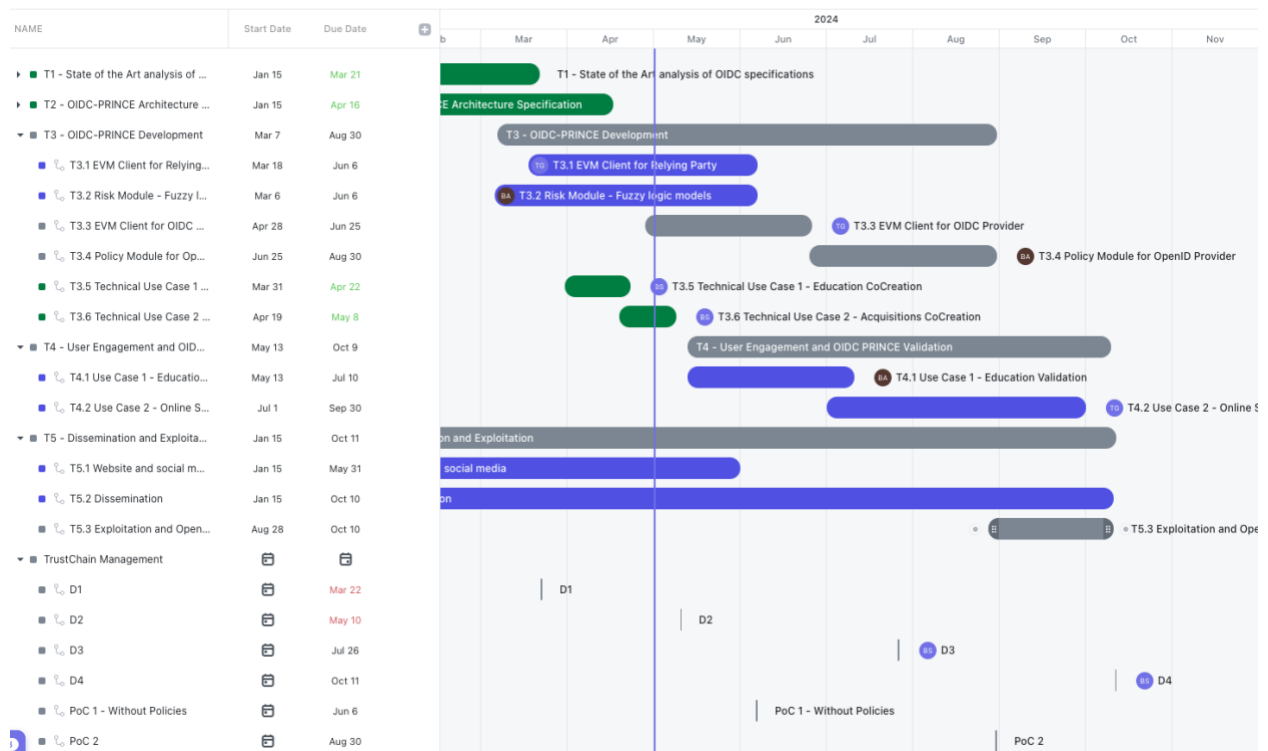 2024
NAME Start Date Due Date
b Mar Apr May Jun Jul Aug Sep Oct Nov
T1 - State of the Art analysis of ... Jan 15 Mar 21 T1 - State of the Art analysis of OIDC specifications
T2 - OIDC-PRINCE Architecture ... Jan 15 Apr 16 CE Architecture Specification
T3 - OIDC-PRINCE Development Mar 7 Aug 30 T3 - OIDC-PRINCE Development
T3.1 EVM Client for Relying... Mar 18 Jun 6 TG T3.1 EVM Client for Relying Party
T3.2 Risk Module - Fuzzy l... Mar 6 Jun 6 BA T3.2 Risk Module - Fuzzy logic models
T3.3 EVM Client for OIDC ... Apr 28 Jun 25 TG T3.3 EVM Client for OIDC Provider
T3.4 Policy Module for Op... Jun 25 Aug 30 BA T3.4 Policy Module for OpenID Provider
T3.5 Technical Use Case 1 ... Mar 31 Apr 22 BS T3.5 Technical Use Case 1 - Education CoCreation
T3.6 Technical Use Case 2 ... Apr 19 May 8 BS T3.6 Technical Use Case 2 - Acquisitions CoCreation
T4 - User Engagement and OID... May 13 Oct 9 T4 - User Engagement and OIDC PRINCE Validation
T4.1 Use Case 1 - Educatio... May 13 Jul 10 BA T4.1 Use Case 1 - Education Validation
T4.2 Use Case 2 - Online S... Jul 1 Sep 30 TG T4.2 Use Case 2 - Online S
T5 - Dissemination and Exploita... Jan 15 Oct 11 on and Exploitation
T5.1 Website and social m... Jan 15 May 31 social media
T5.2 Dissemination Jan 15 Oct 10 on
T5.3 Exploitation and Open... Aug 28 Oct 10 T5.3 Exploitation and Ope
TrustChain Management
D1 Mar 22 D1
D2 May 10 D2
D3 Jul 26 BS D3
D4 Oct 11 BS D4
PoC 1 - Without Policies Jun 6 PoC 1 - Without Policies
PoC 2 Aug 30 PoC 2